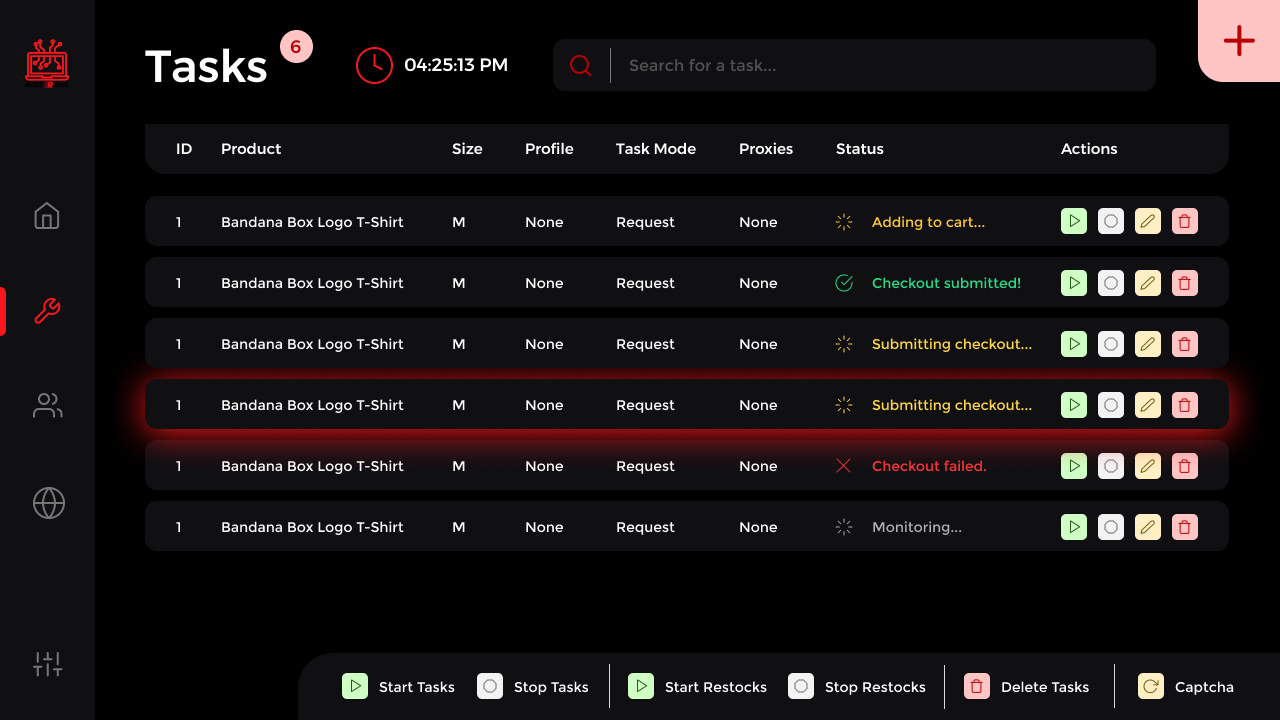 Tasks 6 04:25:13 PM Search for a task...
ID Product Size Profile Task Mode Proxies Status Actions
1 Bandana Box Logo T-Shirt M None Request None Adding to cart...
1 Bandana Box Logo T-Shirt M None Request None Checkout submitted!
1 Bandana Box Logo T-Shirt M None Request None Submitting checkout...
1 Bandana Box Logo T-Shirt M None Request None Submitting checkout...
1 Bandana Box Logo T-Shirt M None Request None Checkout failed.
1 Bandana Box Logo T-Shirt M None Request None Monitoring...
Start Tasks Stop Tasks Start Restocks Stop Restocks Delete Tasks Captcha